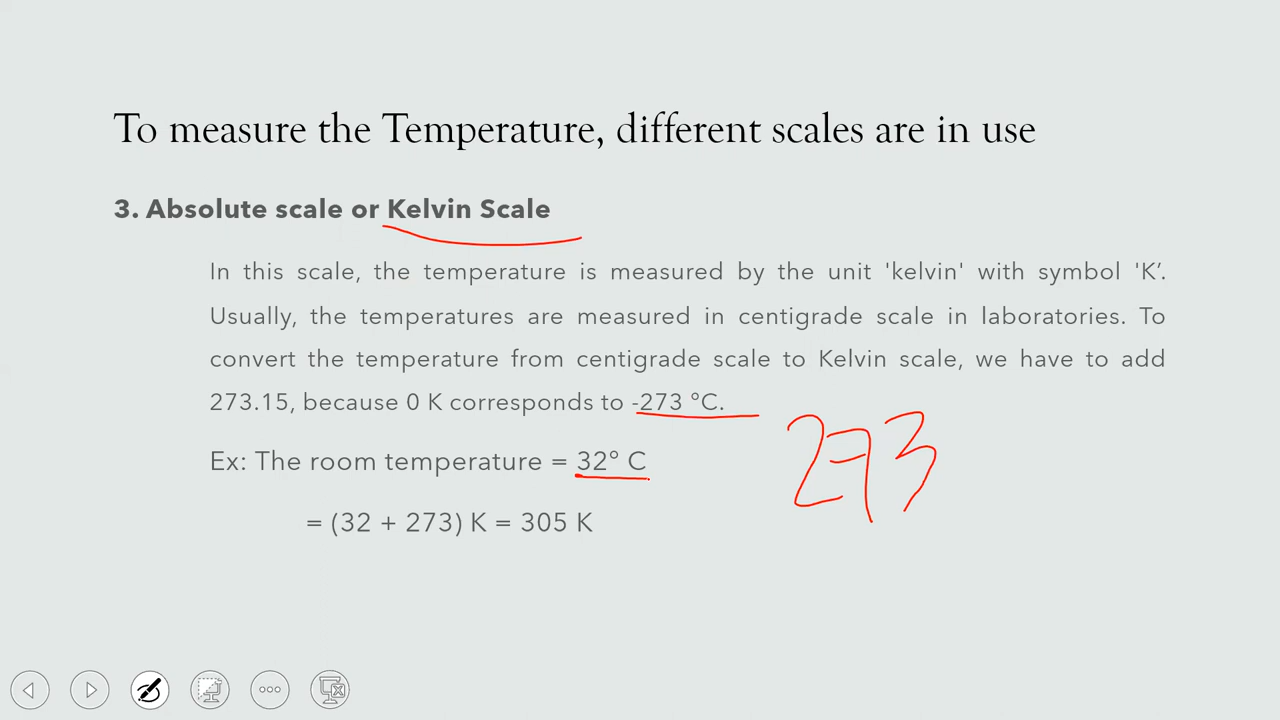 To measure the Temperature, different scales are in use
3. Absolute scale or Kelvin Scale
In this scale, the temperature is measured by the unit 'kelvin' with symbol 'K’.
Usually, the temperatures are measured in centigrade scale in laboratories. To
convert the temperature from centigrade scale to Kelvin scale, we have to add
273.15, because 0 K corresponds to -273 °C.
273
Ex: The room temperature = 32° C
= (32 + 273) K = 305 K